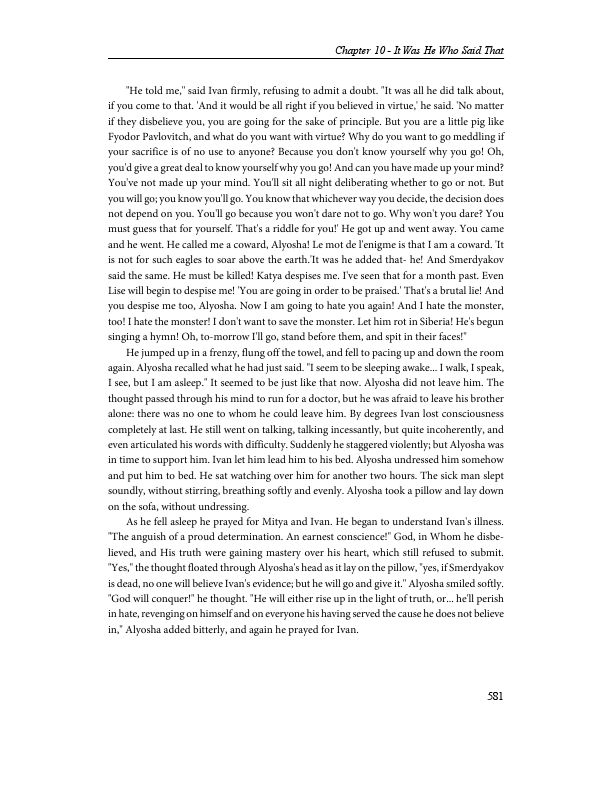 Chapter 10 - It Was He Who Said That
"He told me," said Ivan firmly, refusing to admit a doubt. "It was all he did talk about,
if you come to that. 'And it would be all right if you believed in virtue,' he said. 'No matter
if they disbelieve you, you are going for the sake of principle. But you are a little pig like
Fyodor Pavlovitch, and what do you want with virtue? Why do you want to go meddling if
your sacrifice is of no use to anyone? Because you don't know yourself why you go! Oh,
you'd give a great deal to know yourself why you go! And can you have made up your mind?
You've not made up your mind. You'll sit all night deliberating whether to go or not. But
you will go; you know you'll go. You know that whichever way you decide, the decision does
not depend on you. You'll go because you won't dare not to go. Why won't you dare? You
must guess that for yourself. That's a riddle for you!' He got up and went away. You came
and he went. He called me a coward, Alyosha! Le mot de l'enigme is that I am a coward. 'It
is not for such eagles to soar above the earth.'It was he added that- he! And Smerdyakov
said the same. He must be killed! Katya despises me. I've seen that for a month past. Even
Lise will begin to despise me! 'You are going in order to be praised.' That's a brutal lie! And
you despise me too, Alyosha. Now I am going to hate you again! And I hate the monster,
too! I hate the monster! I don't want to save the monster. Let him rot in Siberia! He's begun
singing a hymn! Oh, to-morrow I'll go, stand before them, and spit in their faces!"
He jumped up in a frenzy, flung off the towel, and fell to pacing up and down the room
again. Alyosha recalled what he had just said. "I seem to be sleeping awake... I walk, I speak,
I see, but I am asleep." It seemed to be just like that now. Alyosha did not leave him. The
thought passed through his mind to run for a doctor, but he was afraid to leave his brother
alone: there was no one to whom he could leave him. By degrees Ivan lost consciousness
completely at last. He still went on talking, talking incessantly, but quite incoherently, and
even articulated his words with difficulty. Suddenly he staggered violently; but Alyosha was
in time to support him. Ivan let him lead him to his bed. Alyosha undressed him somehow
and put him to bed. He sat watching over him for another two hours. The sick man slept
soundly, without stirring, breathing softly and evenly. Alyosha took a pillow and lay down
on the sofa, without undressing.
As he fell asleep he prayed for Mitya and Ivan. He began to understand Ivan's illness.
"The anguish of a proud determination. An earnest conscience!" God, in Whom he disbe-
lieved, and His truth were gaining mastery over his heart, which still refused to submit.
"Yes," the thought floated through Alyosha's head as it lay on the pillow, "yes, if Smerdyakov
is dead, no one will believe Ivan's evidence; but he will go and give it." Alyosha smiled softly.
"God will conquer!" he thought. "He will either rise up in the light of truth, or... he'll perish
in hate, revenging on himself and on everyone his having served the cause he does not believe
in," Alyosha added bitterly, and again he prayed for Ivan.
581